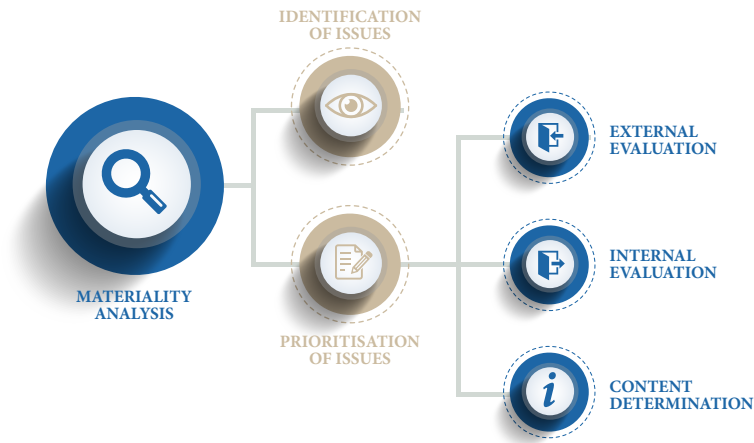 IDENTIFICATION
OF ISSUES
MATERIALITY
ANALYSIS
PRIORITISATION
OF ISSUES
EXTERNAL
EVALUATION
INTERNAL
EVALUATION
i
CONTENT
DETERMINATION